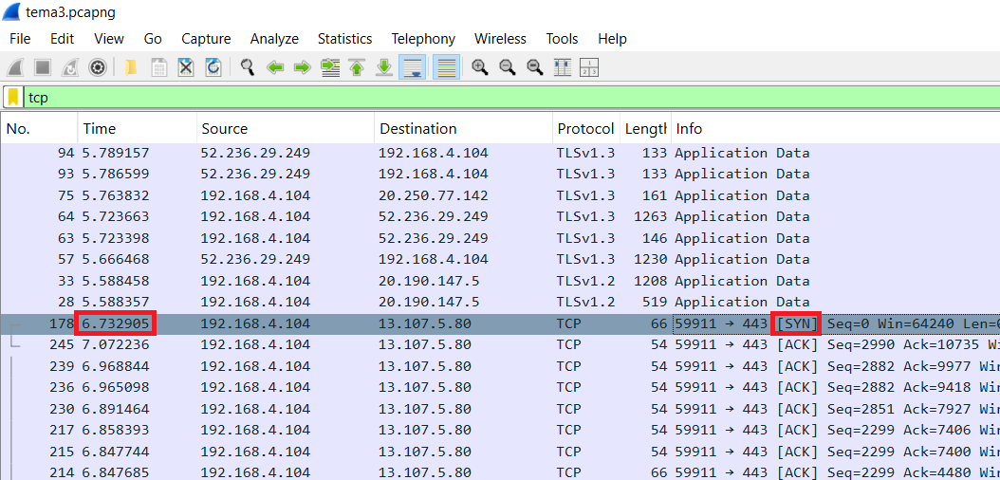 tema3.pcapng
File Edit View Go Capture Analyze Statistics Telephony Wireless Tools Help
tcp
No. Time Source Destination Protocol Length Info
94 5.789157 52.236.29.249 192.168.4.104 TLSv1.3 133 Application Data
93 5.786599 52.236.29.249 192.168.4.104 TLSv1.3 133 Application Data
75 5.763832 192.168.4.104 20.250.77.142 TLSv1.3 161 Application Data
64 5.723663 192.168.4.104 52.236.29.249 TLSv1.3 1263 Application Data
63 5.723398 192.168.4.104 52.236.29.249 TLSv1.3 146 Application Data
57 5.666468 52.236.29.249 192.168.4.104 TLSv1.3 1230 Application Data
33 5.588458 192.168.4.104 20.190.147.5 TLSv1.2 1208 Application Data
28 5.588357 192.168.4.104 20.190.147.5 TLSv1.2 519 Application Data
178 6.732905 192.168.4.104 13.107.5.80 TCP 66 59911 → 443 [SYN] Seq=0 Win=64240 Len=0
245 7.072236 192.168.4.104 13.107.5.80 TCP 54 59911 → 443 [ACK] Seq=2990 Ack=10735 Wi
239 6.968844 192.168.4.104 13.107.5.80 TCP 54 59911 → 443 [ACK] Seq=2882 Ack=9977 Win
236 6.965098 192.168.4.104 13.107.5.80 TCP 54 59911 → 443 [ACK] Seq=2882 Ack=9418 Win
230 6.891464 192.168.4.104 13.107.5.80 TCP 54 59911 → 443 [ACK] Seq=2851 Ack=7927 Win
217 6.858393 192.168.4.104 13.107.5.80 TCP 54 59911 → 443 [ACK] Seq=2299 Ack=7406 Win
215 6.847744 192.168.4.104 13.107.5.80 TCP 54 59911 → 443 [ACK] Seq=2299 Ack=7400 Win
214 6.847685 192.168.4.104 13.107.5.80 TCP 66 59911 → 443 [ACK] Seq=2299 Ack=4480 Win